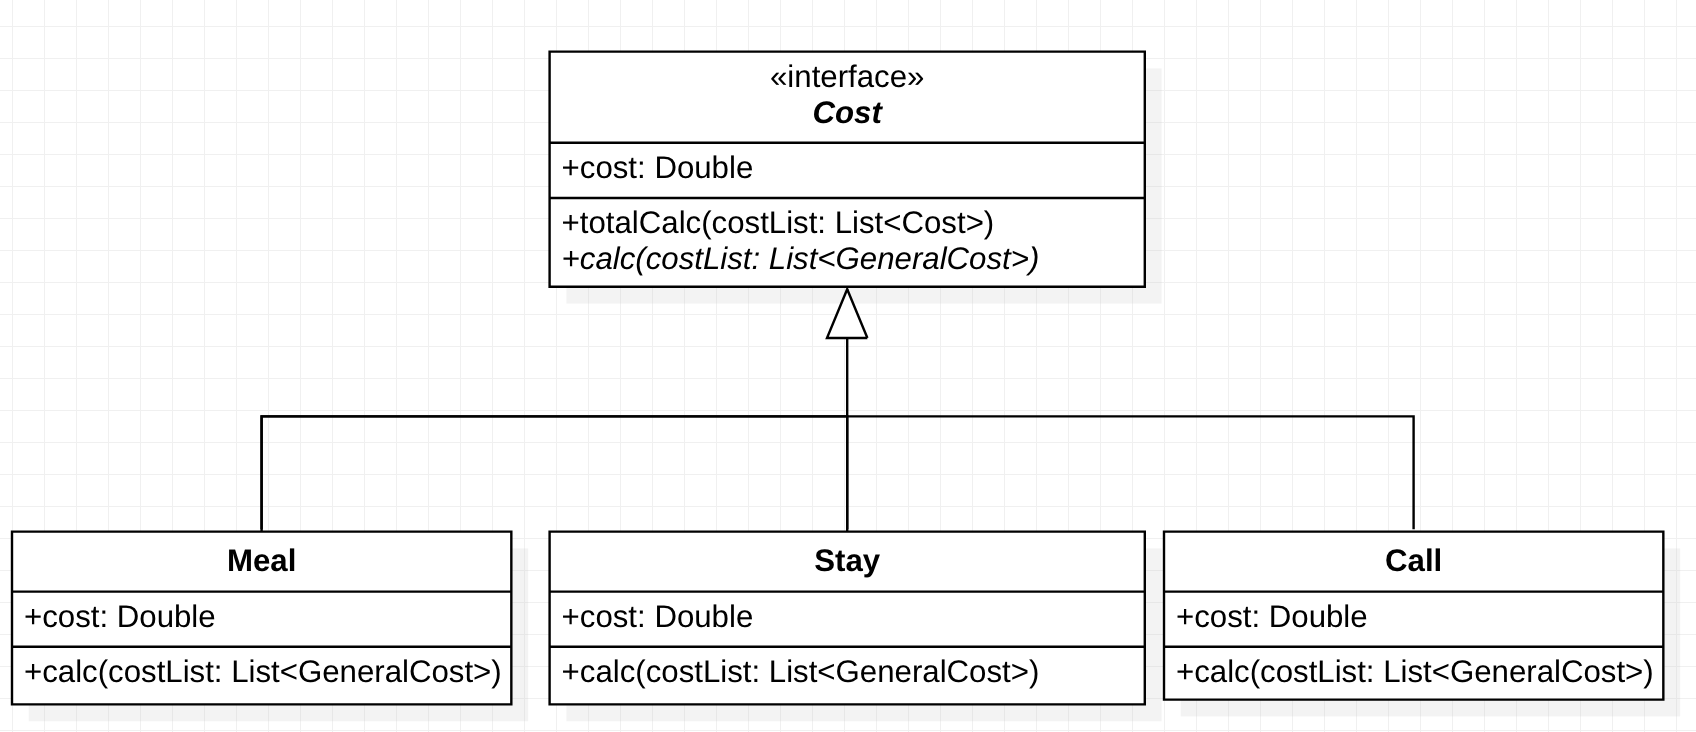 «interface»
Cost
+cost: Double
+totalCalc(costList: List<Cost>)
+calc(costList: List<GeneralCost>)
Meal
+cost: Double
+calc(costList: List<GeneralCost>)
Stay
+cost: Double
+calc(costList: List<GeneralCost>)
Call
+cost: Double
+calc(costList: List<GeneralCost>)